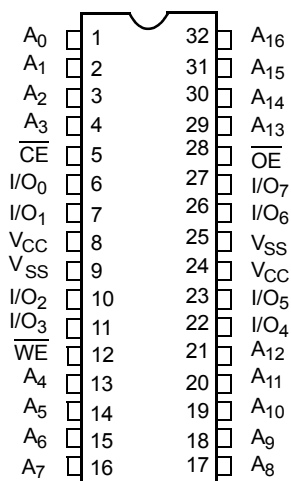 A0 1 32 A16
A1 2 31 A15
A2 3 30 A14
A3 4 29 A13
CE 5 28 OE
I/O0 6 27 I/O7
I/O1 7 26 I/O6
VCC 8 25 VSS
VSS 9 24 VCC
I/O2 10 23 I/O5
I/O3 11 22 I/O4
WE 12 21 A12
A4 13 20 A11
A5 14 19 A10
A6 15 18 A9
A7 16 17 A8